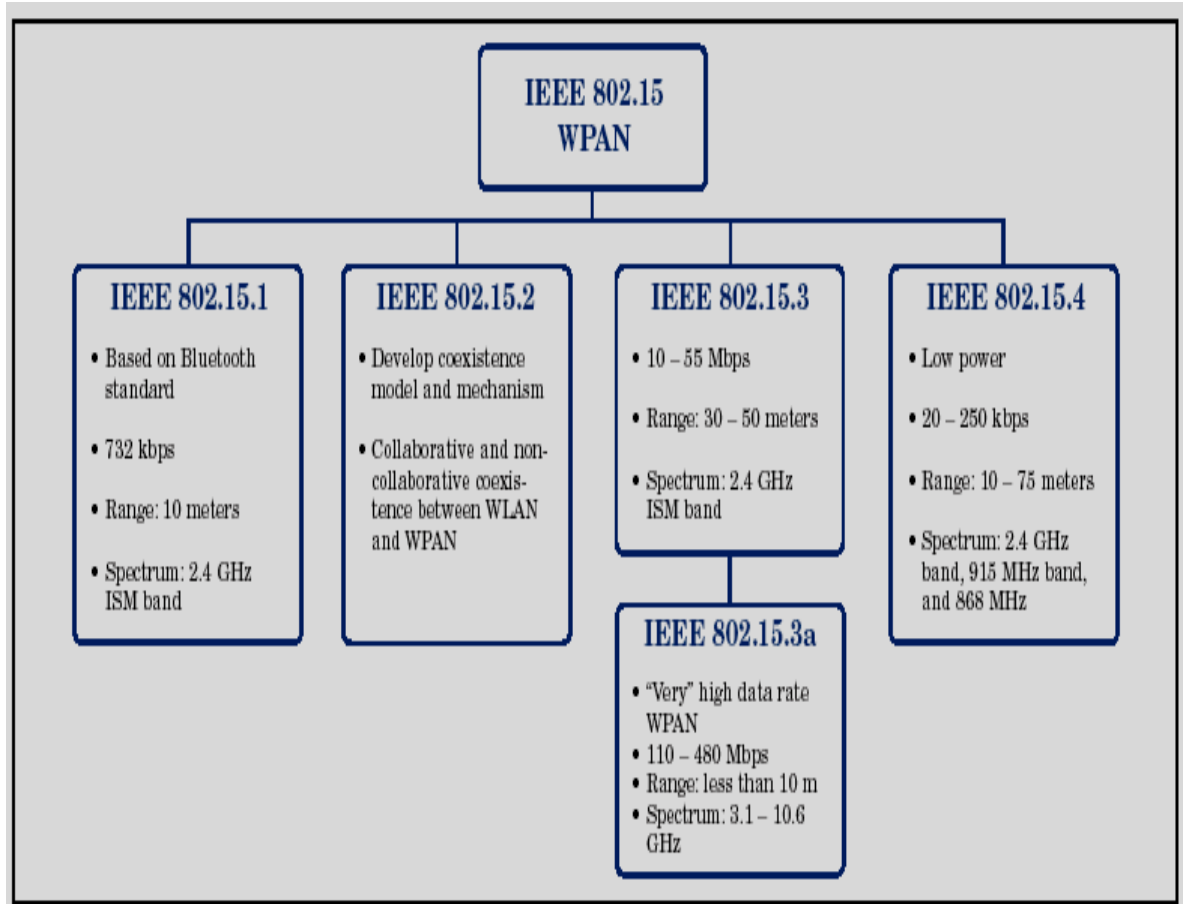 IEEE 802.15
WPAN
IEEE 802.15.1
• Based on Bluetooth
standard
• 732 kbps
• Range: 10 meters
• Spectrum: 2.4 GHz
ISM band
IEEE 802.15.2
• Develop coexistence
model and mechanism
• Collaborative and non-
collaborative coexis-
tence between WLAN
and WPAN
IEEE 802.15.3
• 10 – 55 Mbps
• Range: 30 – 50 meters
• Spectrum: 2.4 GHz
ISM band
IEEE 802.15.3a
• “Very” high data rate
WPAN
• 110 – 480 Mbps
• Range: less than 10 m
• Spectrum: 3.1 – 10.6
GHz
IEEE 802.15.4
• Low power
• 20 – 250 kbps
• Range: 10 – 75 meters
• Spectrum: 2.4 GHz
band, 915 MHz band,
and 868 MHz